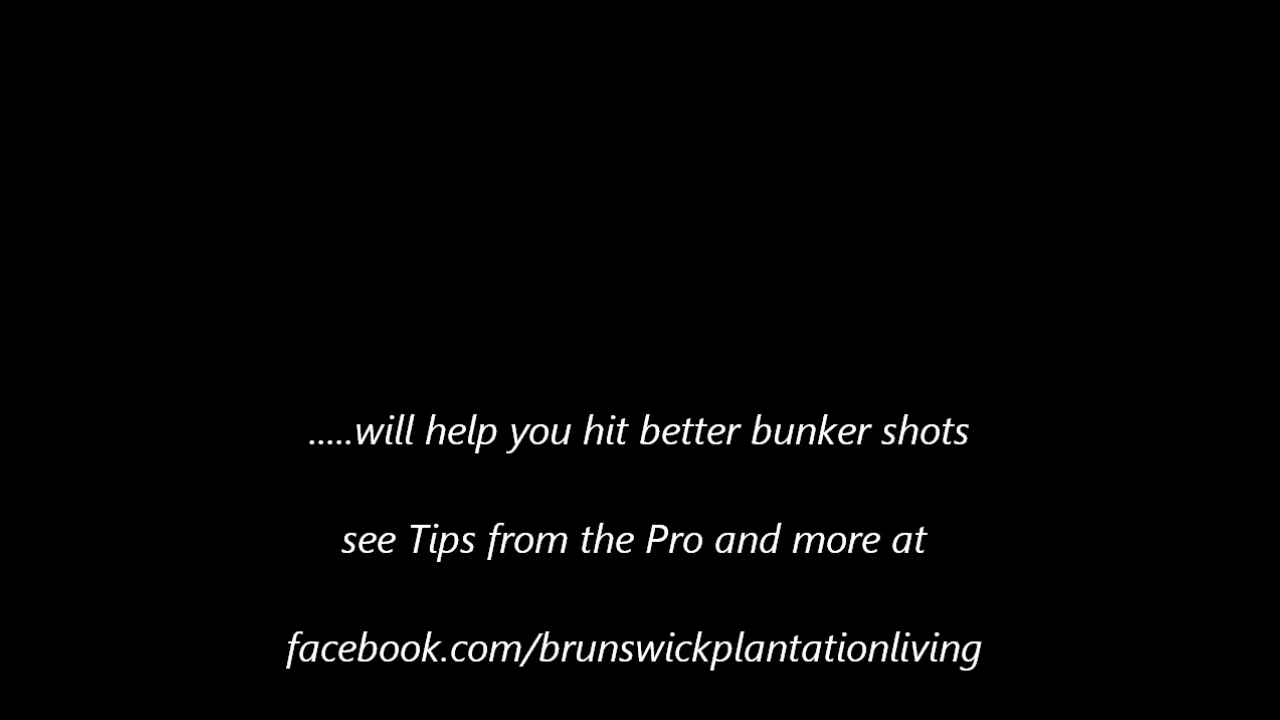 .....will help you hit better bunker shots
see Tips from the Pro and more at
facebook.com/brunswickplantationliving